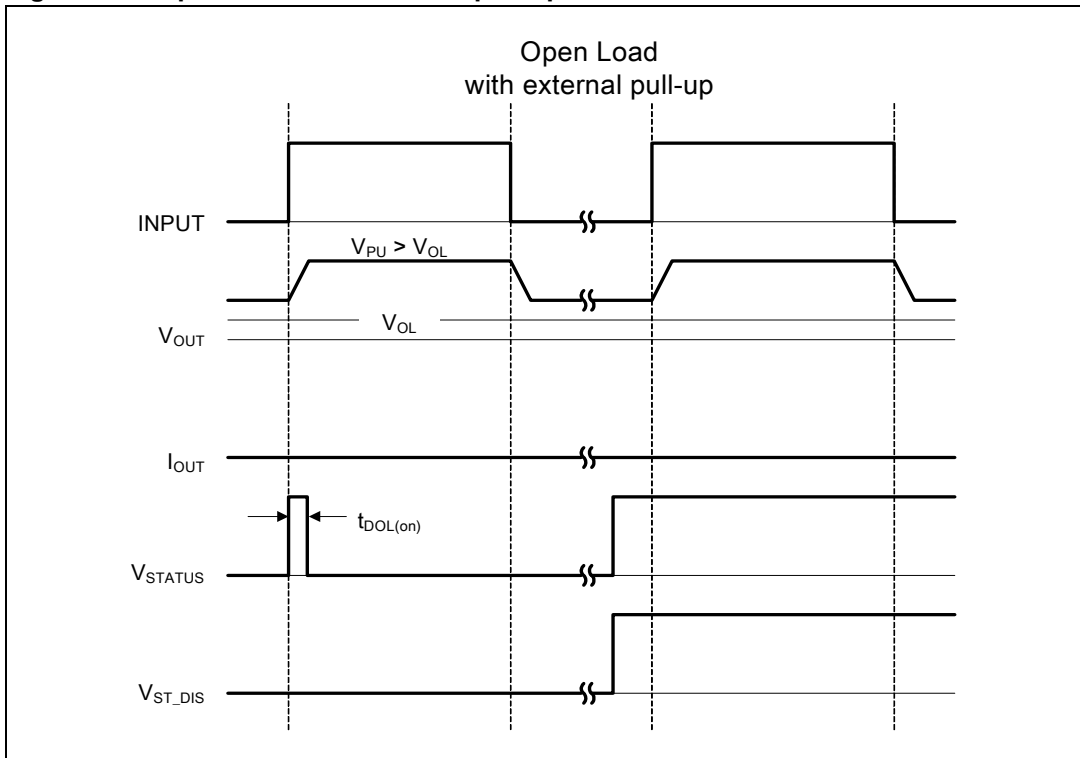 Open Load
with external pull-up
INPUT
V_PU > V_OL
V_OL
V_OUT
I_OUT
t_DOL(on)
V_STATUS
V_ST_DIS